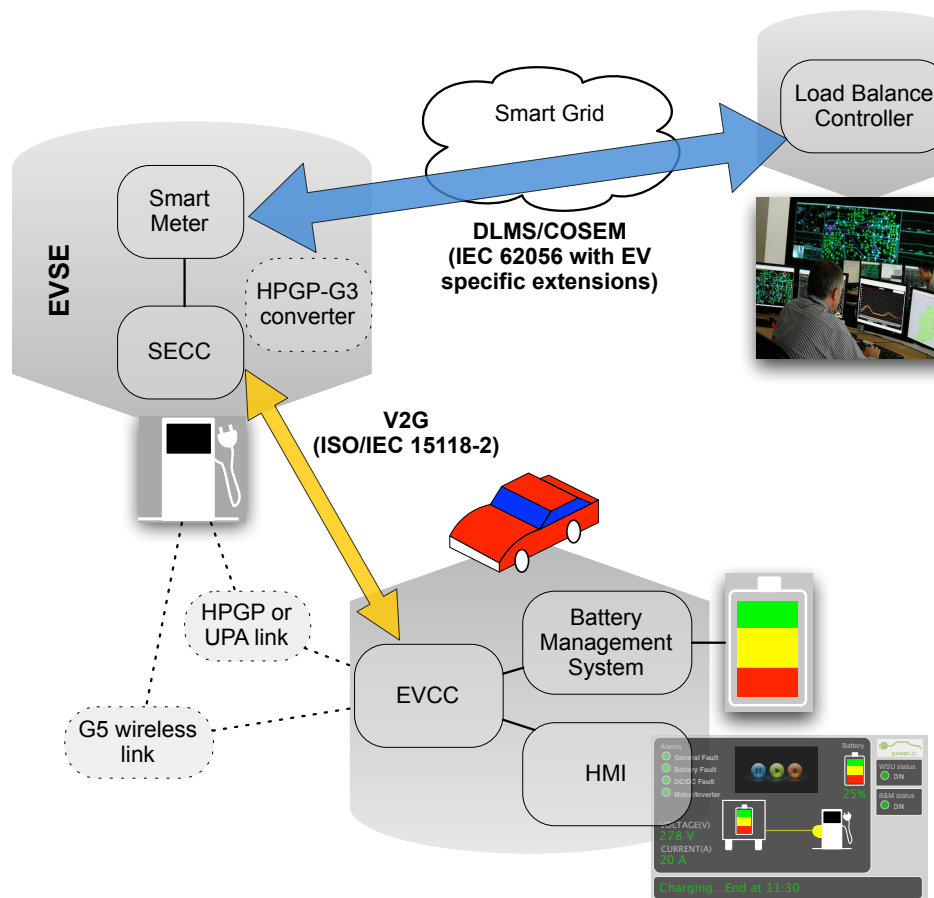 Smart Grid
Load Balance
Controller
Smart
Meter
EVSE
DLMS/COSEM
(IEC 62056 with EV
specific extensions)
HPGP-G3
converter
SECC
V2G
(ISO/IEC 15118-2)
HPGP or
UPA link
Battery
Management
System
EVCC
G5 wireless
link
HMI
Alarms
General Fault
Battery Fault
DC/DC Fault
Motor/Inverter
Battery
25%
WSU status
ON
B&M status
ON
VOLTAGE(V)
278 V
CURRENT(A)
20 A
Charging...End at 11:30